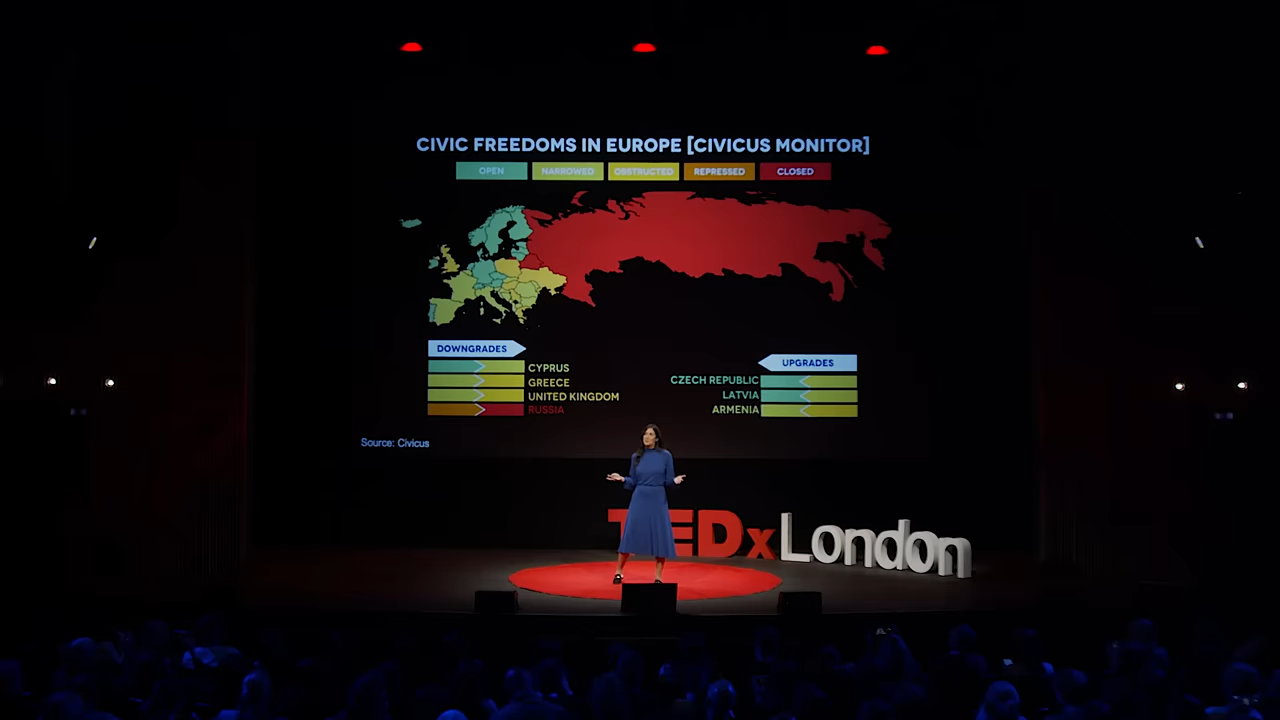 CIVIC FREEDOMS IN EUROPE [CIVICUS MONITOR]
OPEN NARROWED OBSTRUCTED REPRESSED CLOSED
DOWNGRADES
CYPRUS
GREECE
UNITED KINGDOM
RUSSIA
UPGRADES
CZECH REPUBLIC
LATVIA
ARMENIA
Source: Civicus
TEDxLondon